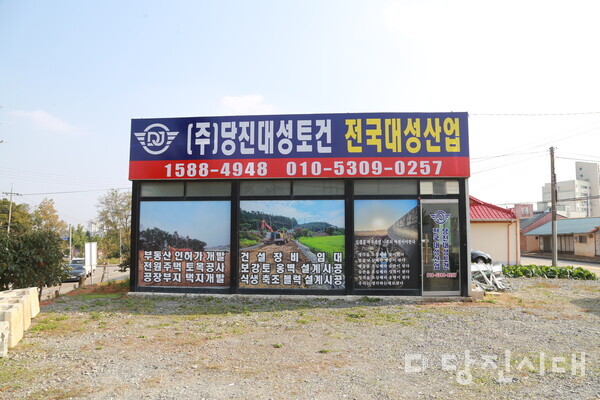 DJ
(주)당진대성토건 전국대성산업
1588-4948 010-5309-0257
부동산 인허가 개발
전원주택 토목공사
공장부지 택지개발
건설장비 임대
보강토 옹벽 설계시공
식생 축조 블럭 설계시공
당진시대